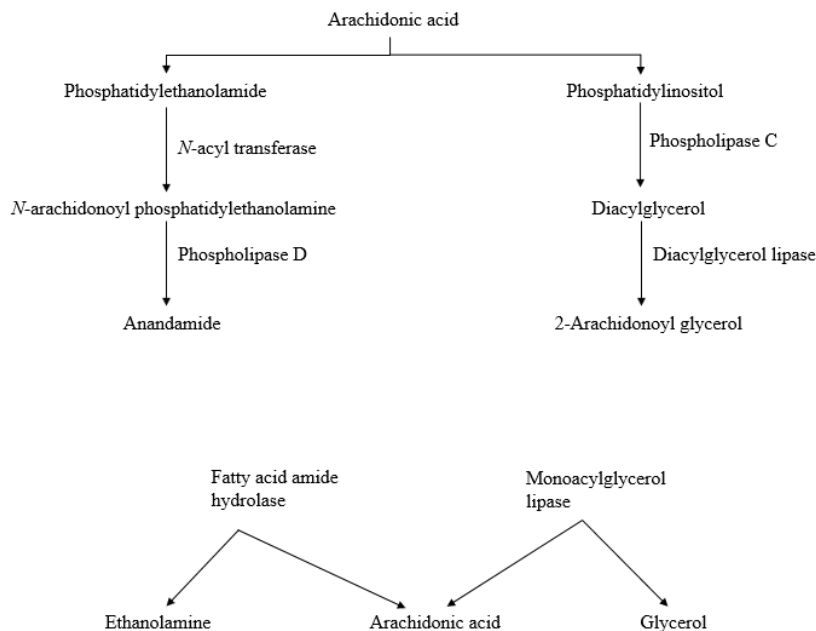 Arachidonic acid
Phosphatidylethanolamide
Phosphatidylinositol
N-acyl transferase
Phospholipase C
N-arachidonoyl phosphatidylethanolamine
Diacylglycerol
Phospholipase D
Diacylglycerol lipase
Anandamide
2-Arachidonoyl glycerol
Fatty acid amide
hydrolase
Monoacylglycerol
lipase
Ethanolamine
Arachidonic acid
Glycerol